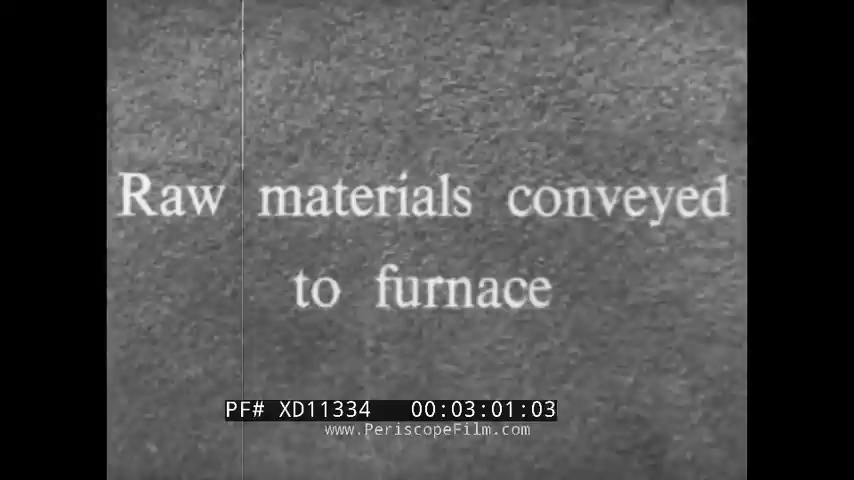 Raw materials conveyed
to furnace
PF# XD11334 00:03:01:03
www.PeriscopeFilm.com